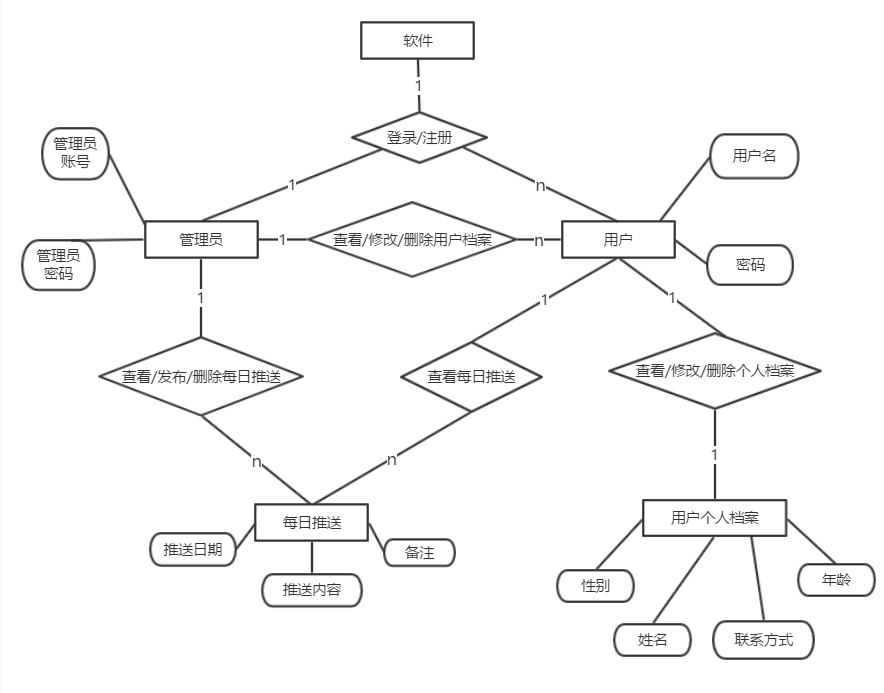 软件
1
登录/注册
管理员
账号
用户名
1
n
管理员
1
查看/修改/删除用户档案
n
用户
管理员
密码
密码
1
1
1
查看/发布/删除每日推送
查看每日推送
查看/修改/删除个人档案
n
n
1
每日推送
用户个人档案
推送日期
备注
推送内容
性别
年龄
姓名
联系方式